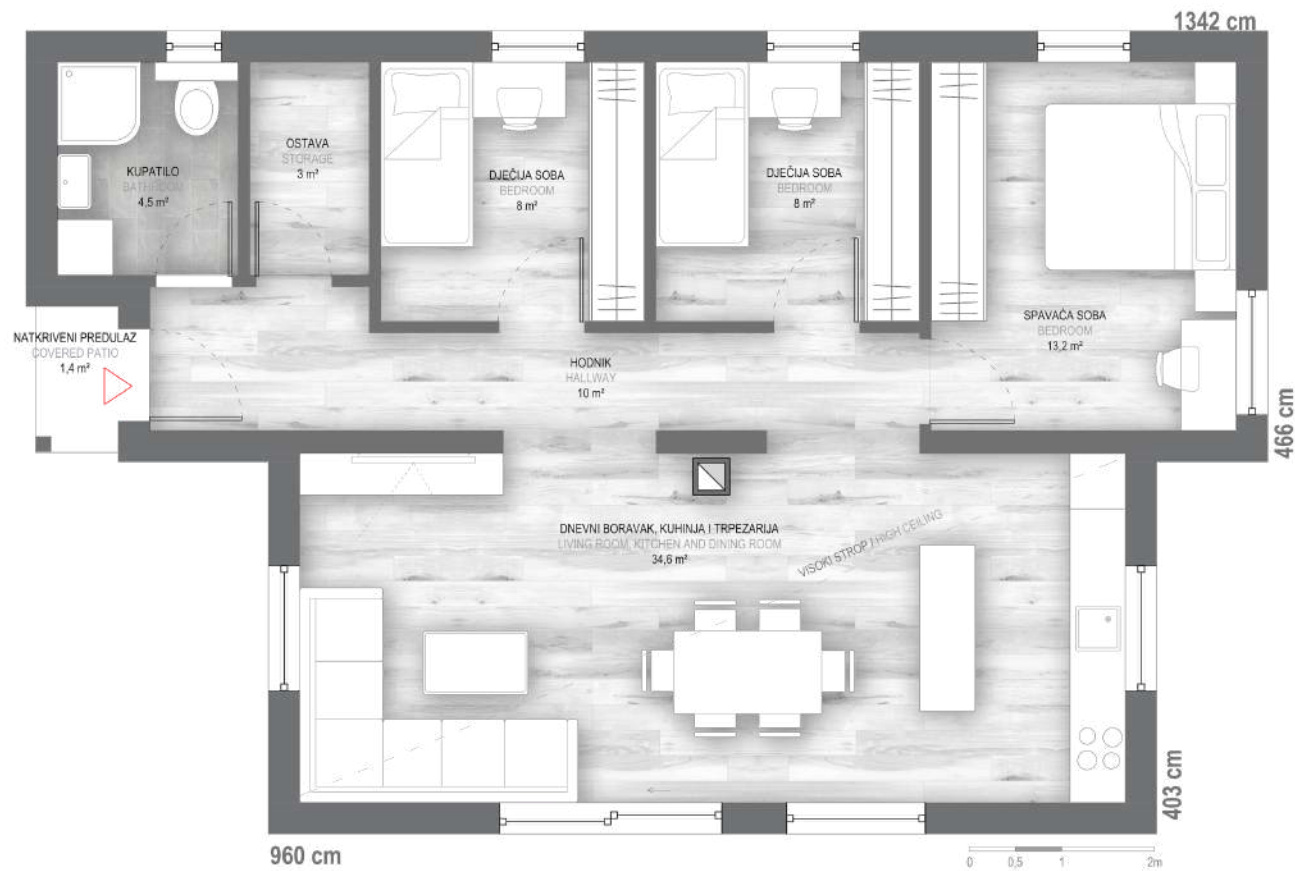 1342 cm
KUPATILO
BATHROOM
4,5 m²
OSTAVA
STORAGE
3 m²
DJEČIJA SOBA
BEDROOM
8 m²
DJEČIJA SOBA
BEDROOM
8 m²
SPAVAĆA SOBA
BEDROOM
13,2 m²
NATKRIVENI PREDULAZ
COVERED PATIO
1,4 m²
HODNIK
HALLWAY
10 m²
466 cm
DNEVNI BORAVAK, KUHINJA I TRPEZARIJA
LIVING ROOM, KITCHEN AND DINING ROOM
34,6 m²
VISOKI STROP / HIGH CEILING
403 cm
960 cm
0 0,5 1 2m